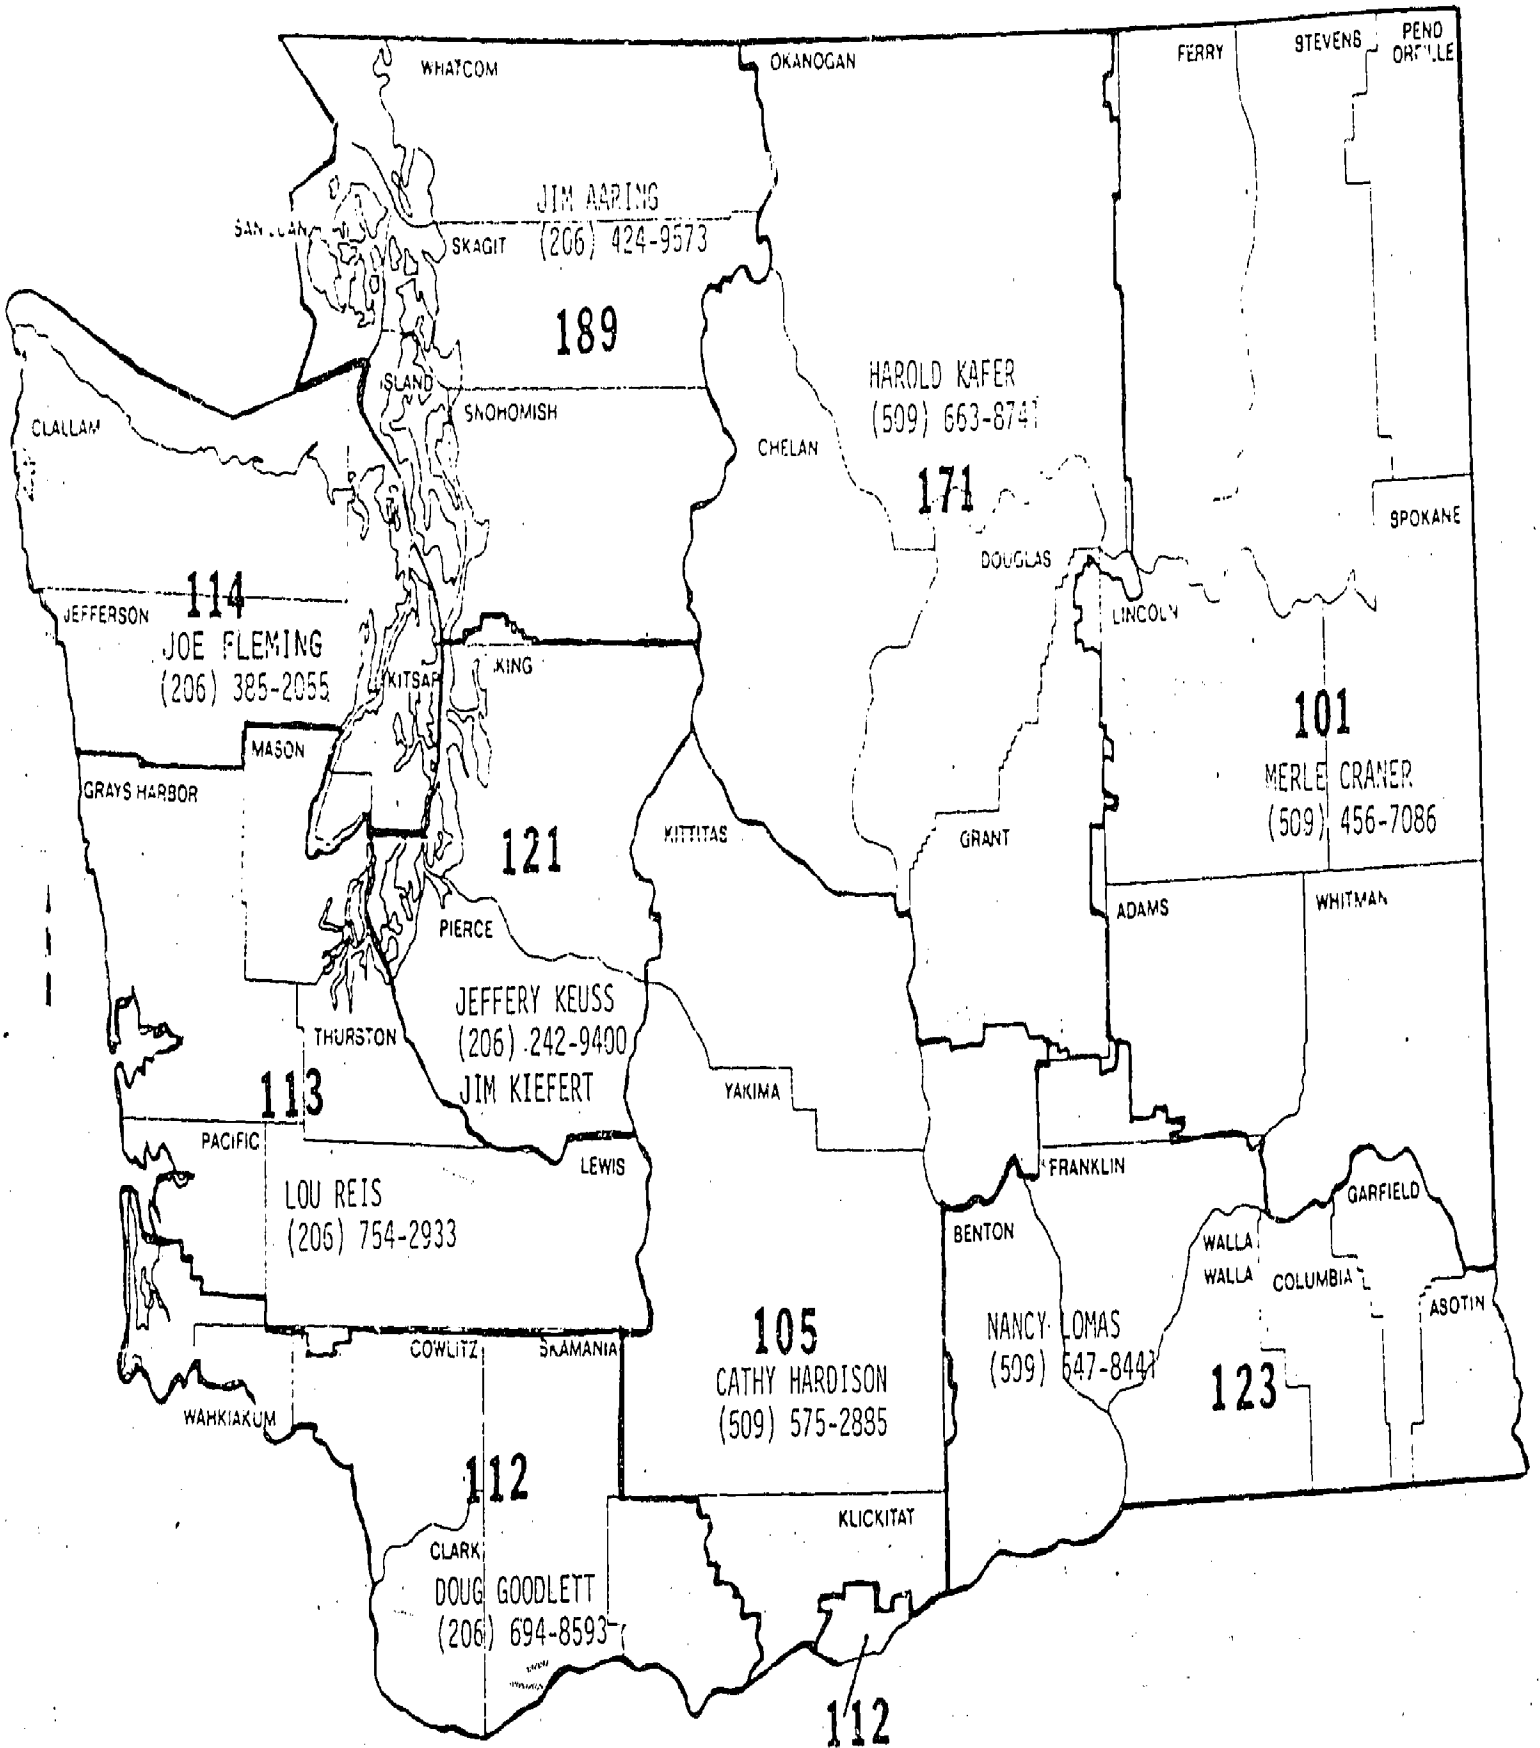 WHATCOM
OKANOGAN
FERRY
STEVENS
PEND
JIM AARING
(206) 424-9573
SKAGIT
189
ISLAND
SNOHOMISH
CLALLAM
HAROLD KAFER
(509) 663-8741
CHELAN
171
SPOKANE
DOUGLAS
114
JEFFERSON
JOE FLEMING
(206) 385-2055
LINCOLN
KING
KITSAP
101
MERLE CRANER
(509) 456-7086
MASON
GRAYS HARBOR
121
KITTITAS
GRANT
ADAMS
WHITMAN
PIERCE
JEFFERY KEUSS
(206) 242-9400
JIM KIEFERT
THURSTON
113
YAKIMA
PACIFIC
LEWIS
LOU REIS
(206) 754-2933
FRANKLIN
GARFIELD
BENTON
WALLA
WALLA
COLUMBIA
ASOTIN
105
CATHY HARDISON
(509) 575-2885
NANCY LOMAS
(509) 547-8441
123
COWLITZ
SKAMANIA
WAHKIAKUM
112
KLICKITAT
CLARK
DOUG GOODLETT
(206) 694-8593
112